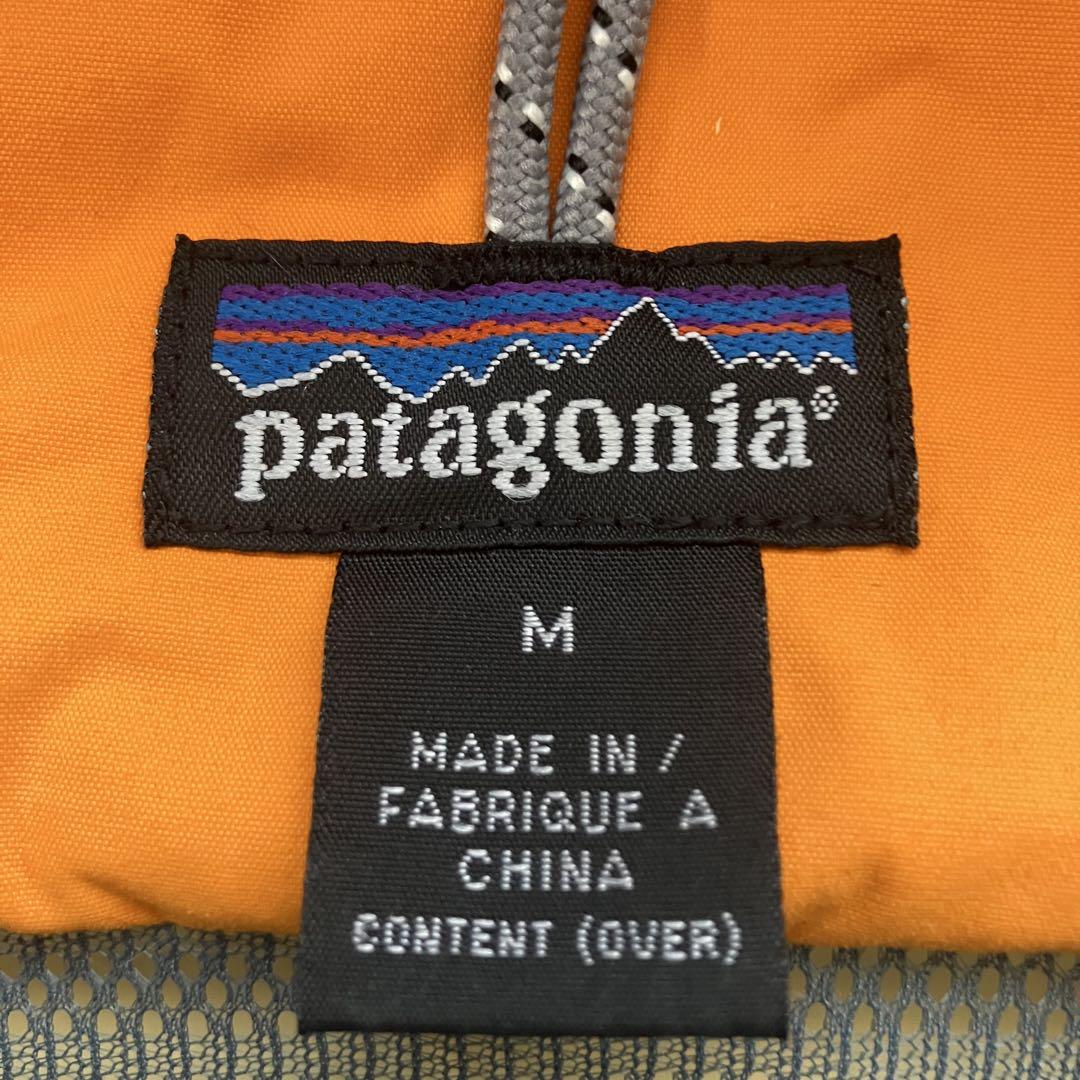 patagonia®
M
MADE IN /
FABRIQUE A
CHINA
CONTENT (OVER)